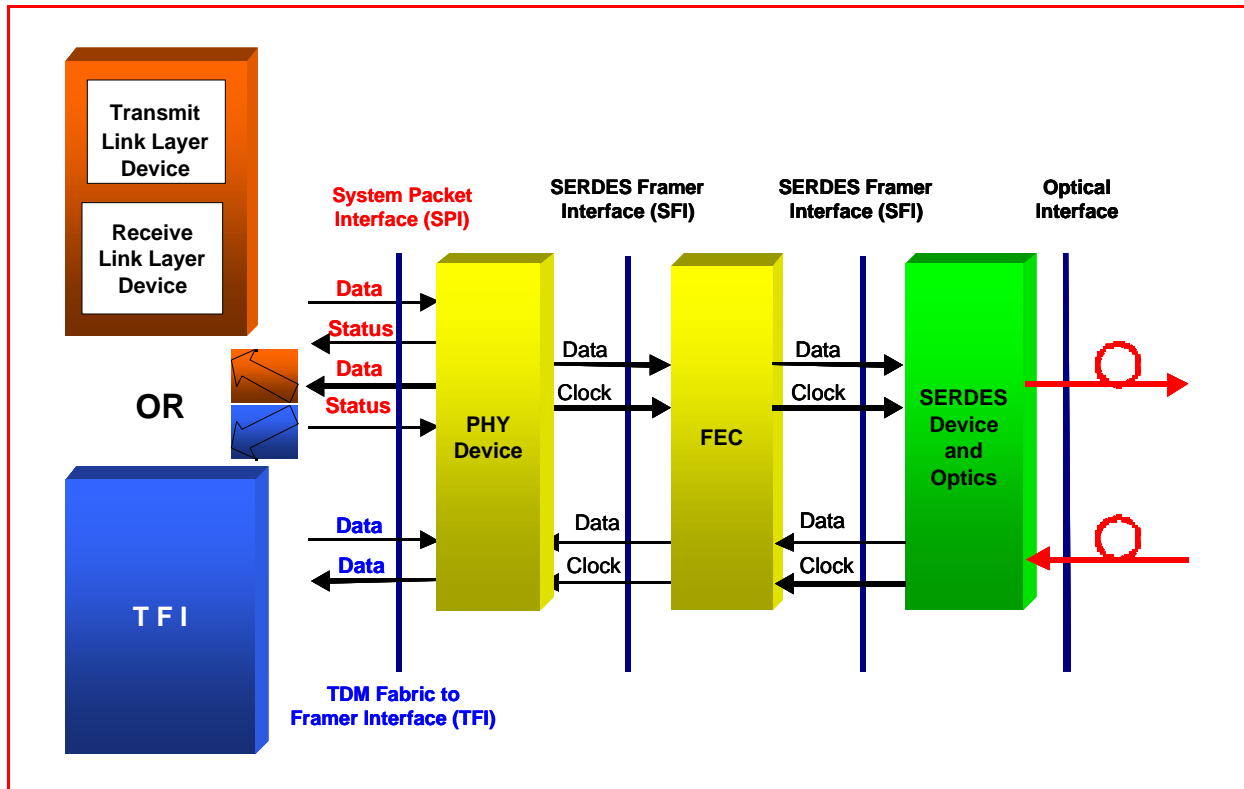 Transmit
Link Layer
Device
Receive
Link Layer
Device
OR
T F I
System Packet
Interface (SPI)
Data
Status
Data
Status
Data
Data
TDM Fabric to
Framer Interface (TFI)
PHY
Device
SERDES Framer
Interface (SFI)
Data
Clock
Data
Clock
FEC
SERDES Framer
Interface (SFI)
Data
Clock
Data
Clock
SERDES
Device
and
Optics
Optical
Interface